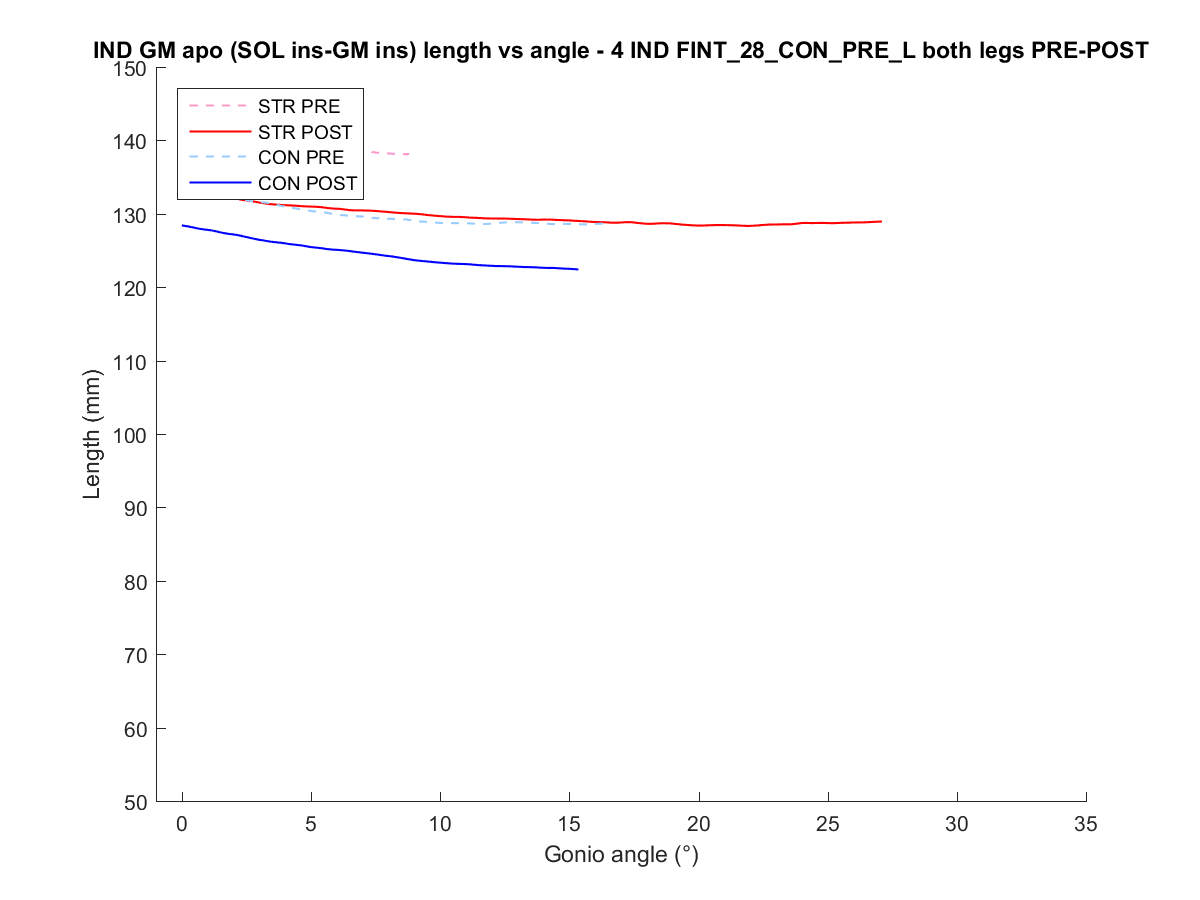 IND GM apo (SOL ins-GM ins) length vs angle - 4 IND FINT_28_CON_PRE_L both legs PRE-POST
150
140
130
120
110
100
90
80
70
60
50
Length (mm)
STR PRE
STR POST
CON PRE
CON POST
0 5 10 15 20 25 30 35
Gonio angle (°)